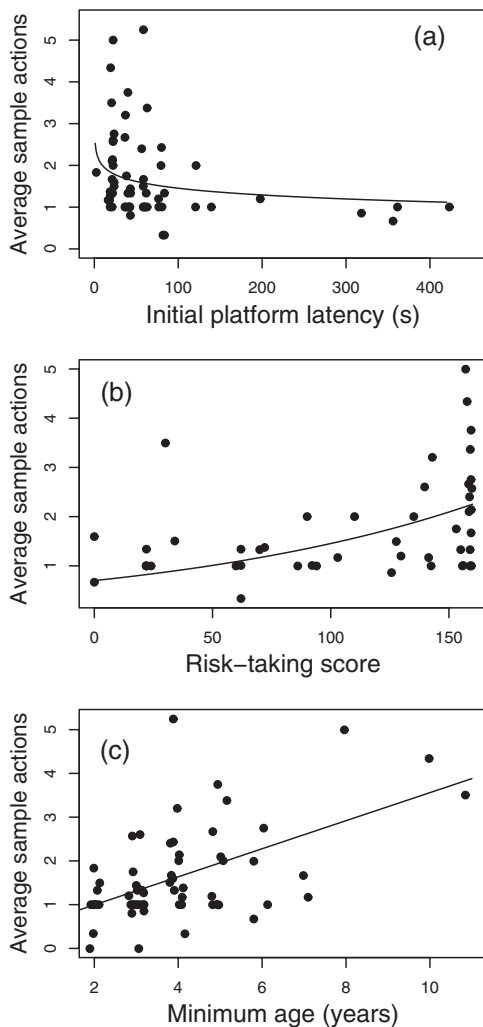 (a)
Average sample actions
5
4
3
2
1
0
0 100 200 300 400
Initial platform latency (s)
(b)
Average sample actions
5
4
3
2
1
0 50 100 150
Risk−taking score
(c)
Average sample actions
5
4
3
2
1
0
2 4 6 8 10
Minimum age (years)